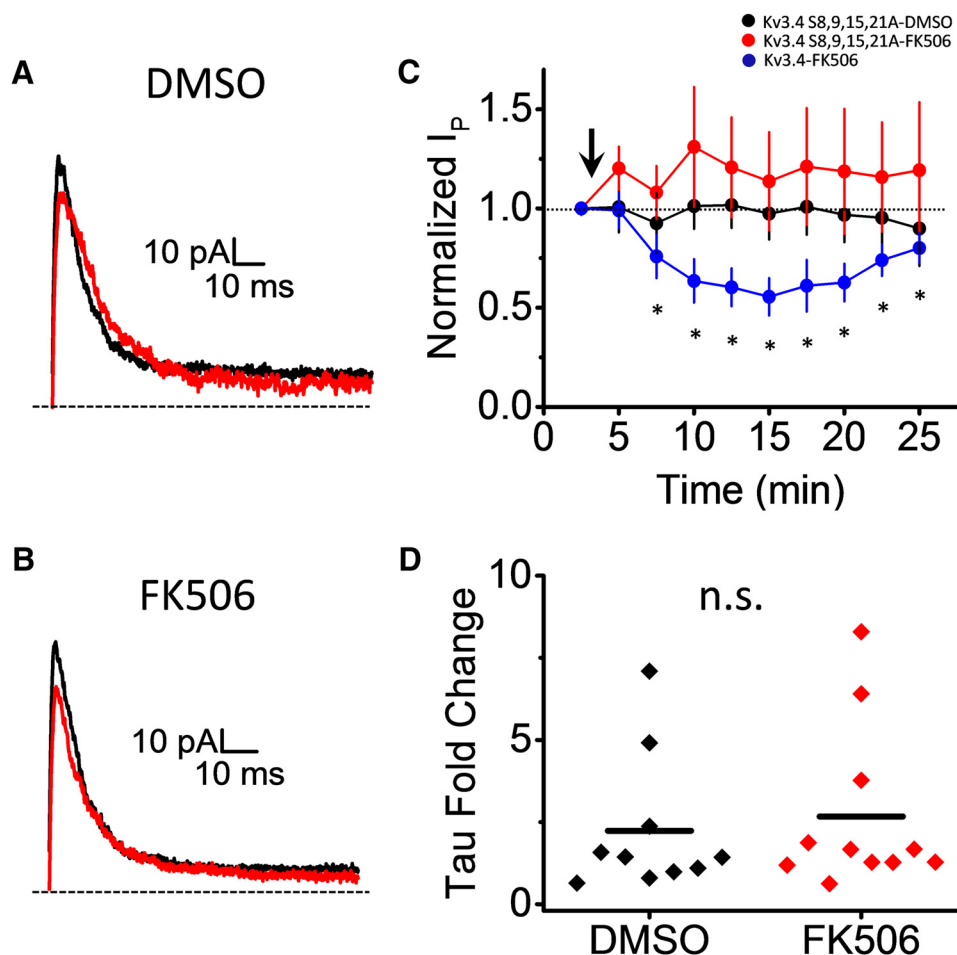 Kv3.4 S8,9,15,21A-DMSO
Kv3.4 S8,9,15,21A-FK506
Kv3.4-FK506
A
DMSO
10 pA
10 ms
C
Normalized I_P
1.5
1.0
0.5
0.0
* * * * * * * *
0 5 10 15 20 25
Time (min)
B
FK506
10 pA
10 ms
D
n.s.
Tau Fold Change
10
5
0
DMSO FK506